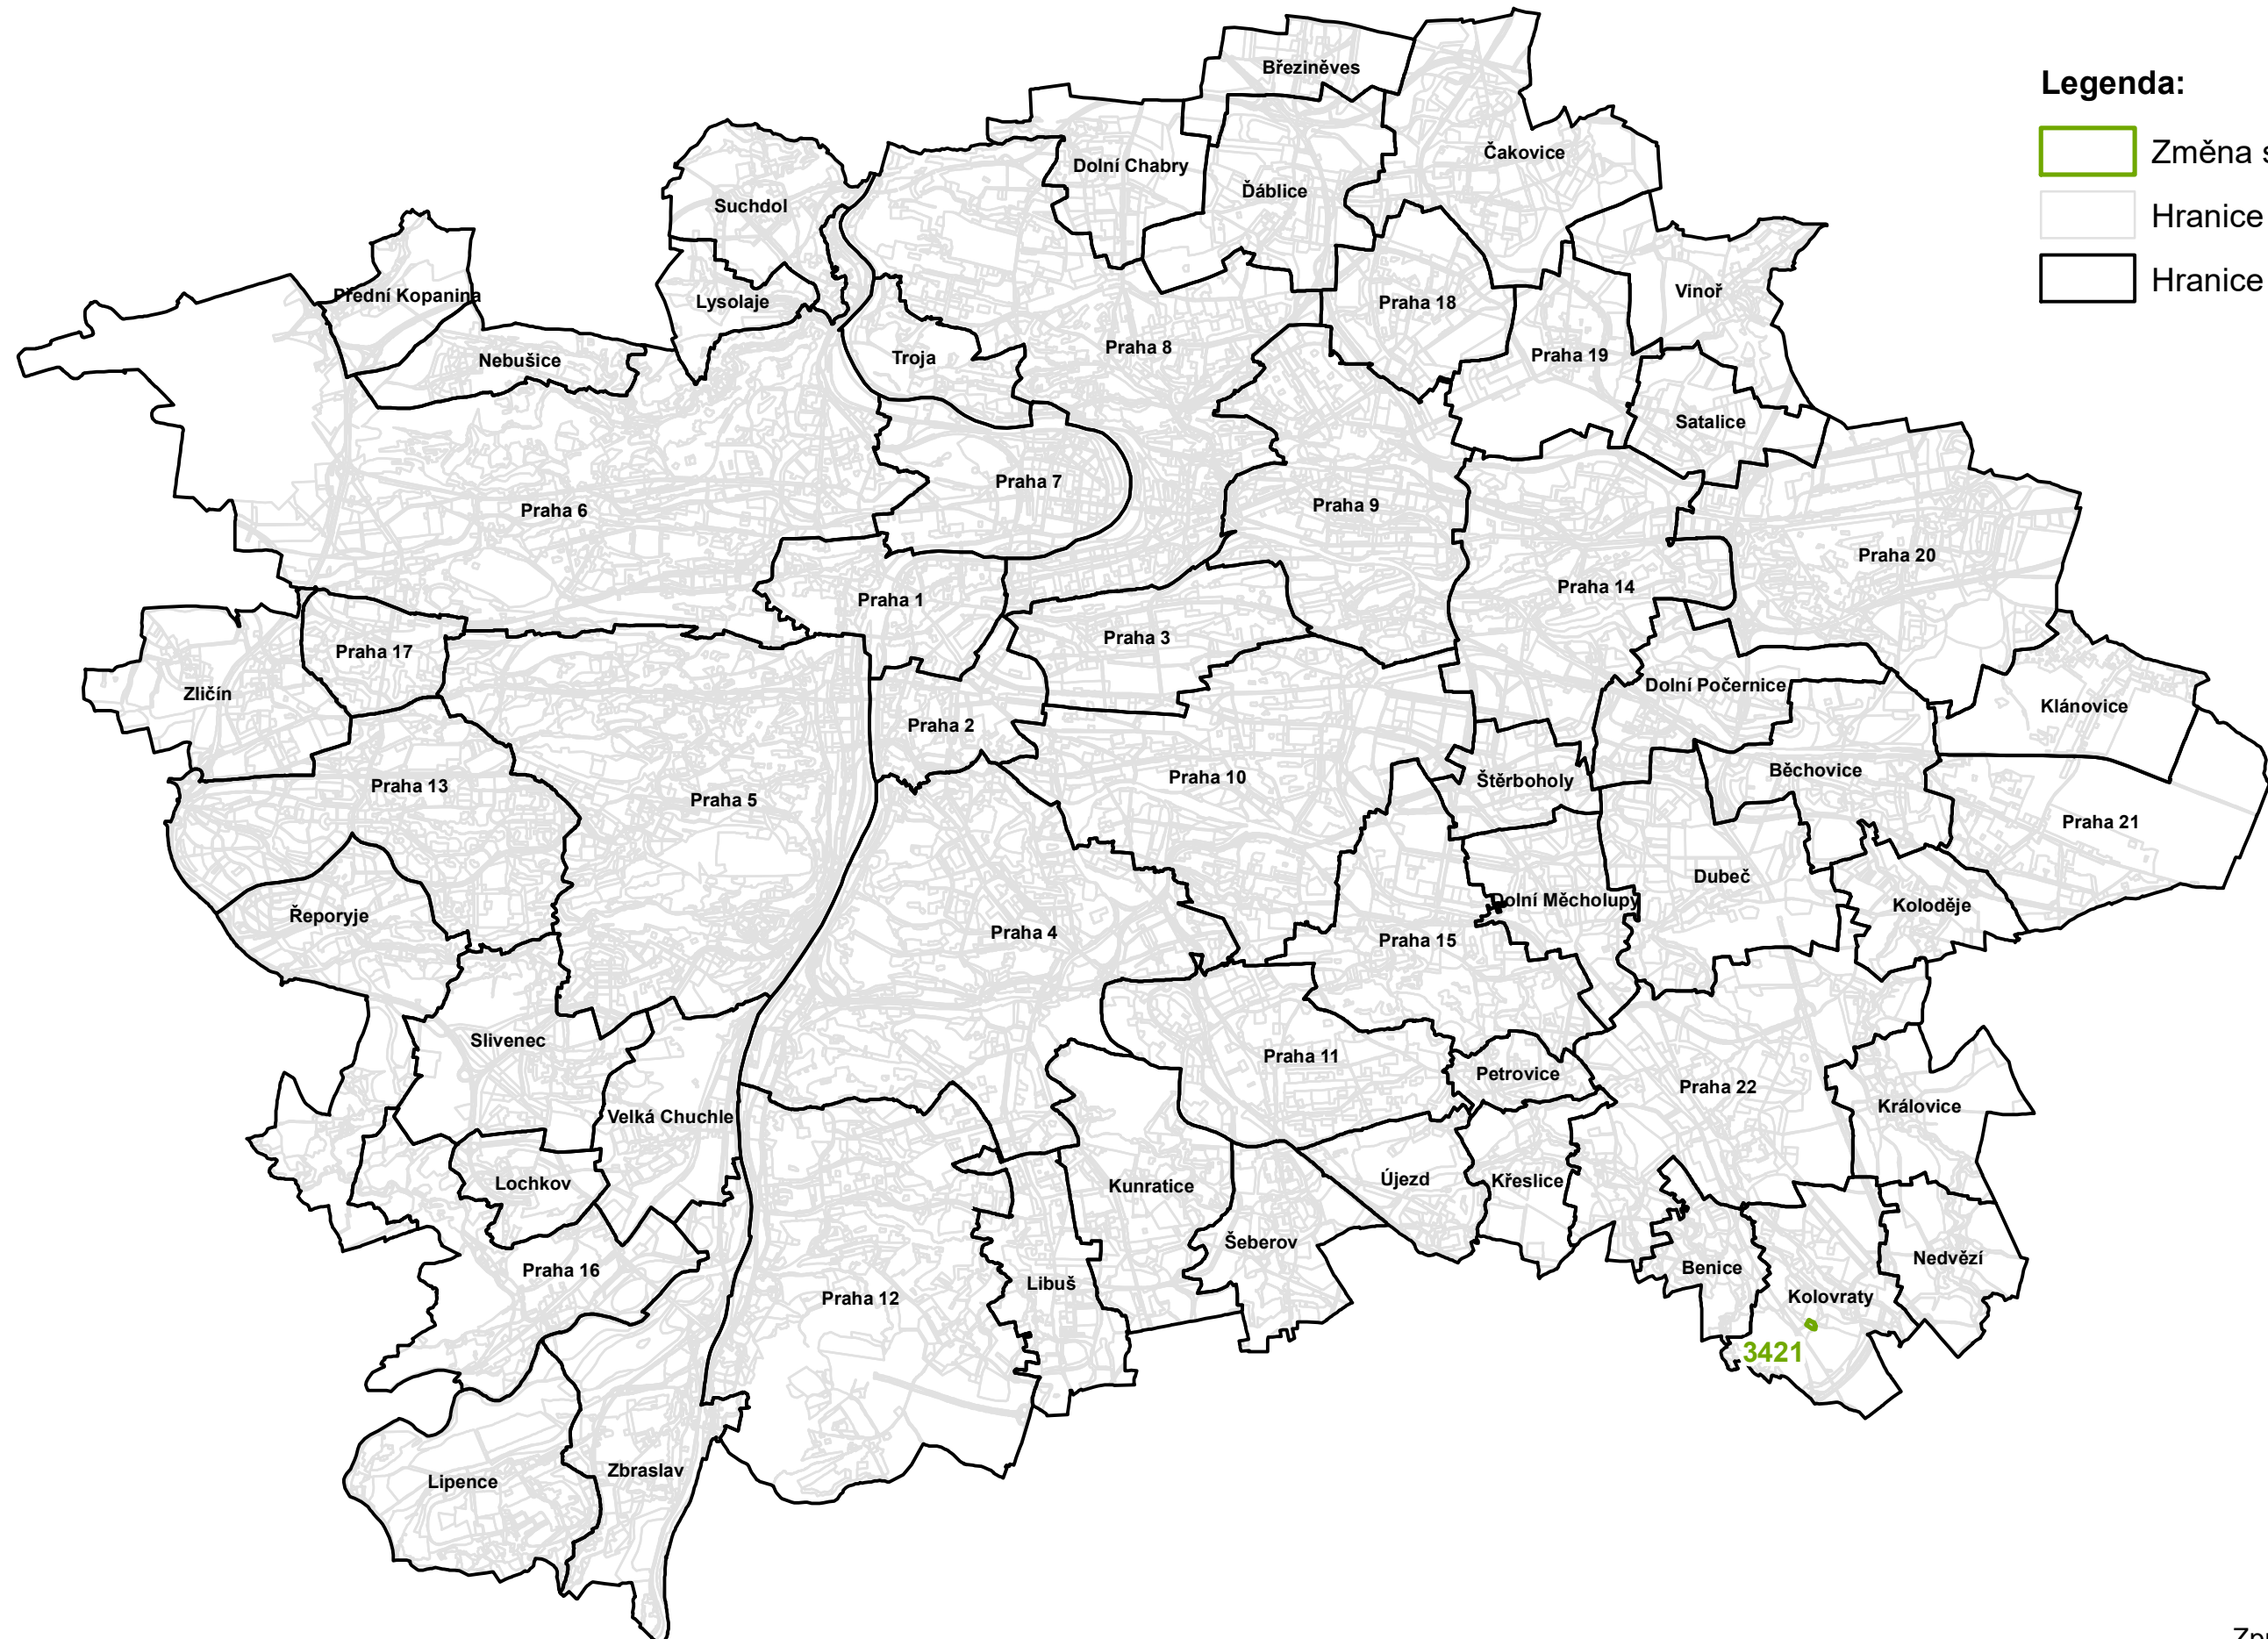 Legenda:
Změna s
Hranice
Hranice
Březiněves
Čakovice
Dolní Chabry
Ďáblice
Suchdol
Vinoř
Přední Kopanina
Lysolaje
Praha 18
Praha 8
Praha 19
Troja
Nebušice
Satalice
Praha 7
Praha 9
Praha 6
Praha 20
Praha 14
Praha 1
Praha 3
Praha 17
Dolní Počernice
Zličín
Klánovice
Praha 2
Běchovice
Praha 10
Štěrboholy
Praha 13
Praha 5
Praha 21
Dubeč
Dolní Měcholupy
Koloděje
Řeporyje
Praha 4
Praha 15
Slivenec
Praha 11
Petrovice
Praha 22
Královice
Velká Chuchle
Lochkov
Kunratice
Újezd
Křeslice
Šeberov
Nedvězí
Benice
Praha 16
Libuš
Praha 12
Kolovraty
3421
Zbraslav
Lipence